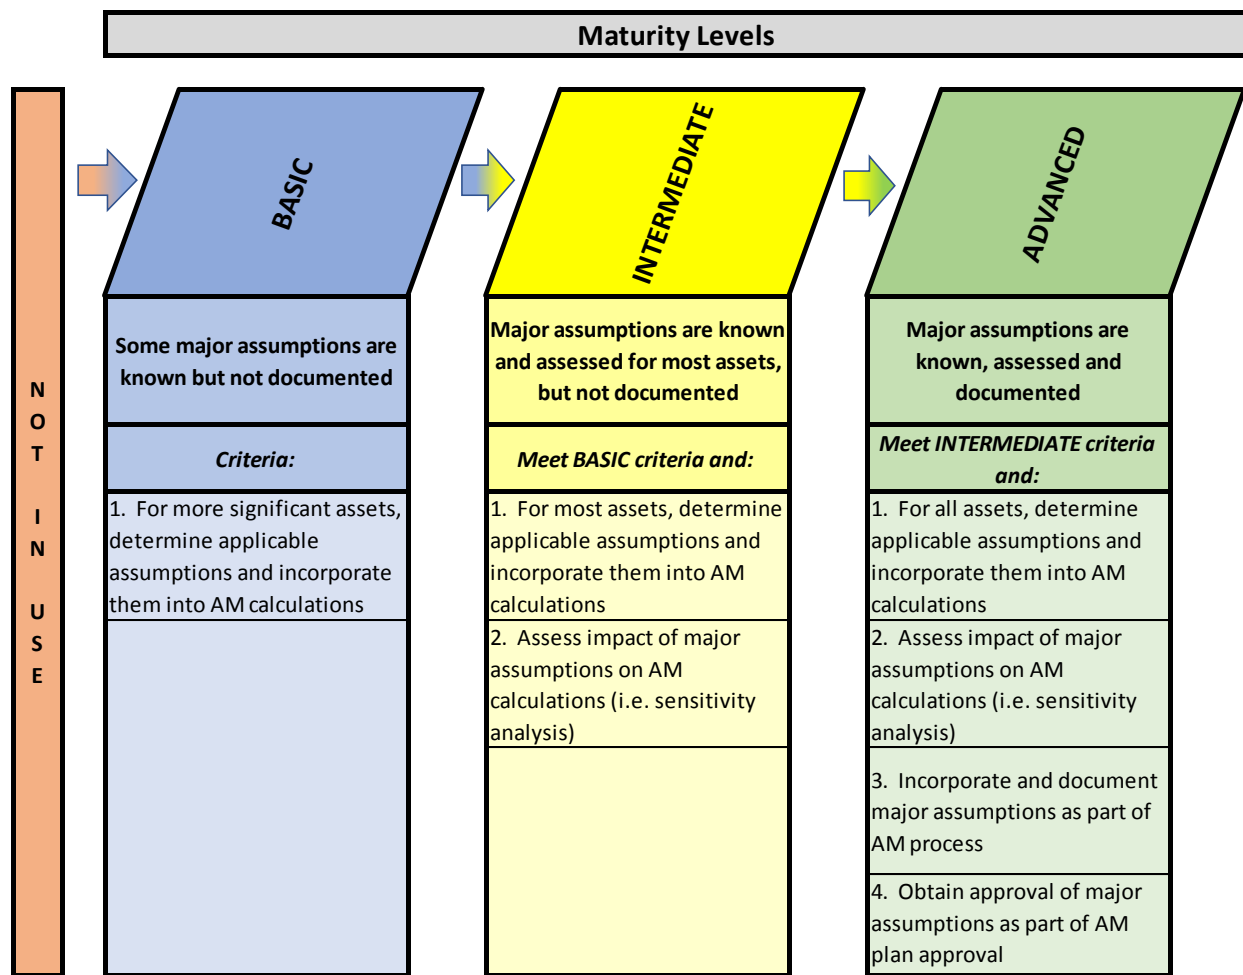 Maturity Levels
N
O
T
I
N
U
S
E
BASIC
Some major assumptions are
known but not documented
Criteria:
1. For more significant assets,
determine applicable
assumptions and incorporate
them into AM calculations
INTERMEDIATE
Major assumptions are known
and assessed for most assets,
but not documented
Meet BASIC criteria and:
1. For most assets, determine
applicable assumptions and
incorporate them into AM
calculations
2. Assess impact of major
assumptions on AM
calculations (i.e. sensitivity
analysis)
ADVANCED
Major assumptions are
known, assessed and
documented
Meet INTERMEDIATE criteria
and:
1. For all assets, determine
applicable assumptions and
incorporate them into AM
calculations
2. Assess impact of major
assumptions on AM
calculations (i.e. sensitivity
analysis)
3. Incorporate and document
major assumptions as part of
AM process
4. Obtain approval of major
assumptions as part of AM
plan approval